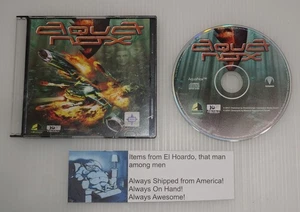 AQUA
NOX
AQUA
NOX
items from El Hoardo, that man
among men
Always Shipped from America!
Always On Hand!
Always Awesome!